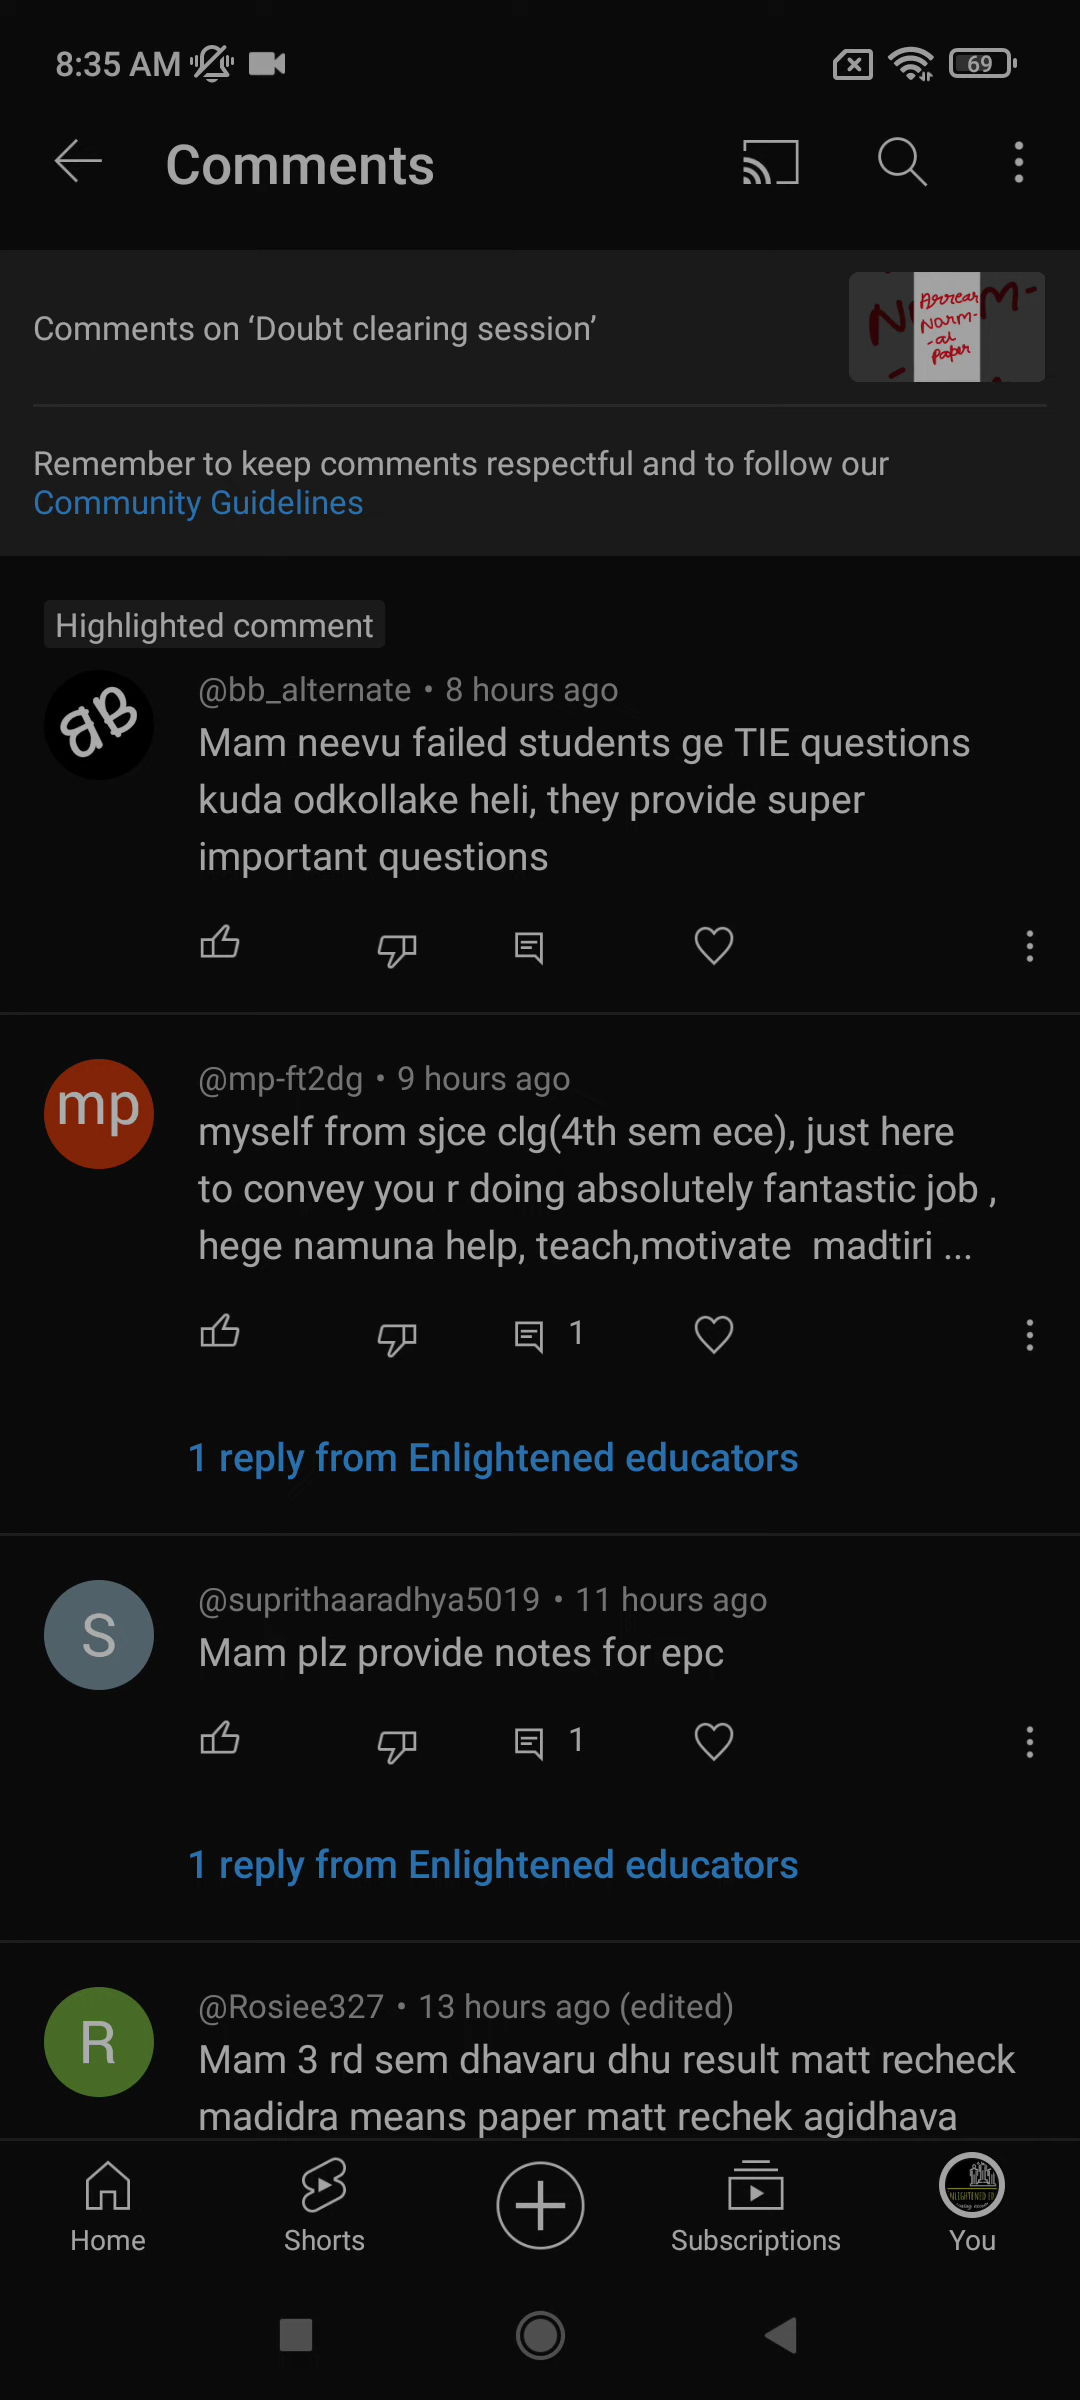 8:35 AM
69
Comments
Comments on ‘Doubt clearing session’
Arrear
Norm-
-al
Paper
Remember to keep comments respectful and to follow our
Community Guidelines
Highlighted comment
BB
@bb_alternate • 8 hours ago
Mam neevu failed students ge TIE questions
kuda odkollake heli, they provide super
important questions
mp
@mp-ft2dg • 9 hours ago
myself from sjce clg(4th sem ece), just here
to convey you r doing absolutely fantastic job ,
hege namuna help, teach,motivate  madtiri ...
1
1 reply from Enlightened educators
S
@suprithaaradhya5019 • 11 hours ago
Mam plz provide notes for epc
1
1 reply from Enlightened educators
R
@Rosiee327 • 13 hours ago (edited)
Mam 3 rd sem dhavaru dhu result matt recheck
madidra means paper matt rechek agidhava
Home
Shorts
Subscriptions
You